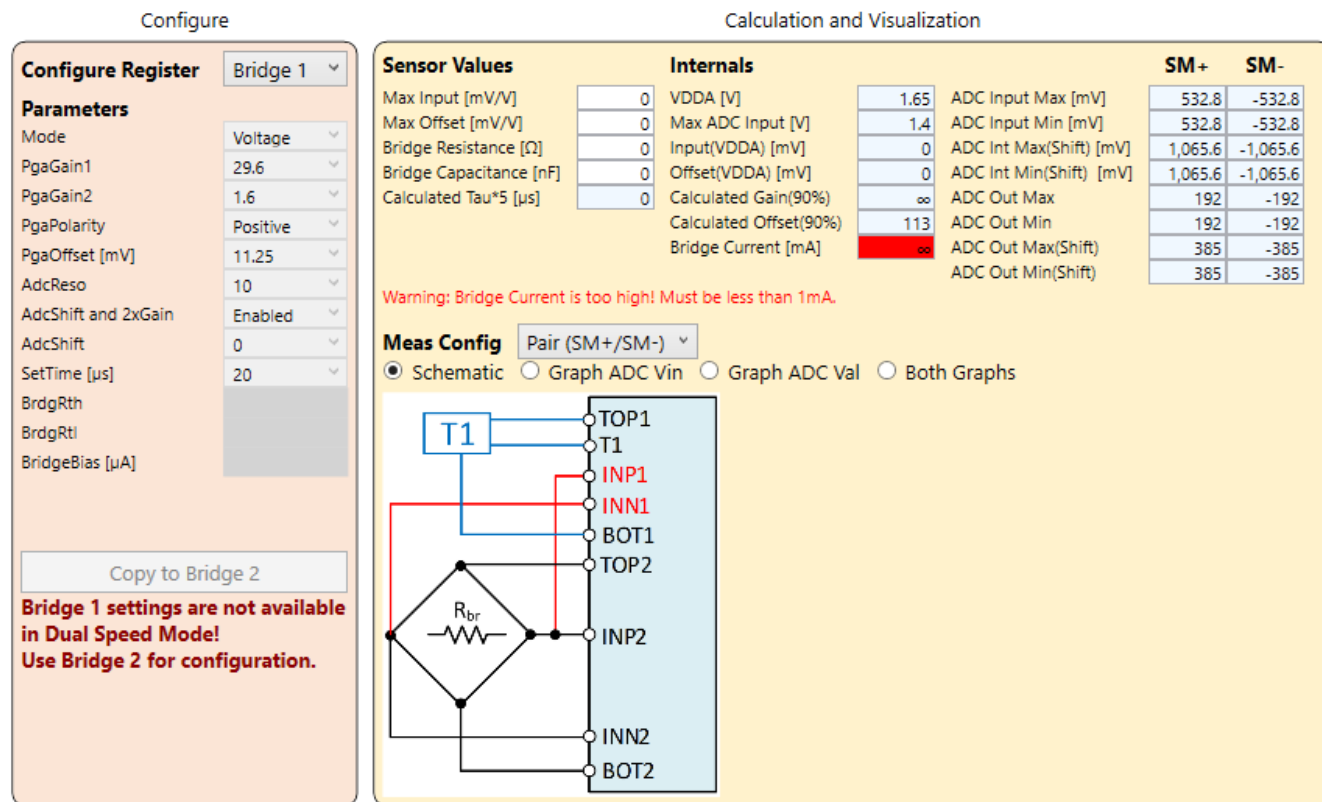 Configure
Calculation and Visualization
Configure Register Bridge 1
Parameters
Mode Voltage
PgaGain1 29.6
PgaGain2 1.6
PgaPolarity Positive
PgaOffset [mV] 11.25
AdcReso 10
AdcShift and 2xGain Enabled
AdcShift 0
SetTime [µs] 20
BrdgRth
BrdgRtl
BridgeBias [µA]
Copy to Bridge 2
Bridge 1 settings are not available
in Dual Speed Mode!
Use Bridge 2 for configuration.
Sensor Values
Max Input [mV/V] 0
Max Offset [mV/V] 0
Bridge Resistance [Ω] 0
Bridge Capacitance [nF] 0
Calculated Tau*5 [µs] 0
Internals
VDDA [V] 1.65
Max ADC Input [V] 1.4
Input(VDDA) [mV] 0
Offset(VDDA) [mV] 0
Calculated Gain(90%) ∞
Calculated Offset(90%) 113
Bridge Current [mA] ∞
SM+ SM-
ADC Input Max [mV] 532.8 -532.8
ADC Input Min [mV] 532.8 -532.8
ADC Int Max(Shift) [mV] 1,065.6 -1,065.6
ADC Int Min(Shift) [mV] 1,065.6 -1,065.6
ADC Out Max 192 -192
ADC Out Min 192 -192
ADC Out Max(Shift) 385 -385
ADC Out Min(Shift) 385 -385
Warning: Bridge Current is too high! Must be less than 1mA.
Meas Config Pair (SM+/SM-)
Schematic Graph ADC Vin Graph ADC Val Both Graphs
T1
TOP1
T1
INP1
INN1
BOT1
TOP2
Rbr
INP2
INN2
BOT2